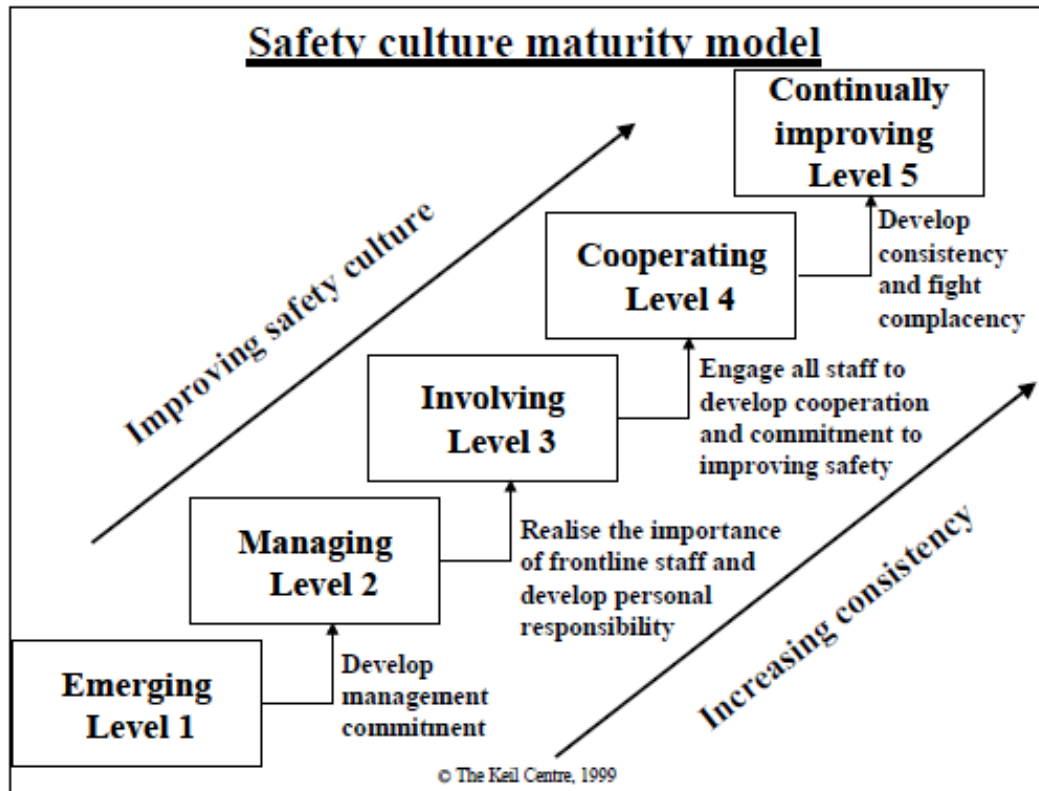 Safety culture maturity model
Continually
improving
Level 5
Develop
consistency
and fight
complacency
Improving safety culture
Cooperating
Level 4
Engage all staff to
develop cooperation
and commitment to
improving safety
Involving
Level 3
Realise the importance
of frontline staff and
develop personal
responsibility
Managing
Level 2
Increasing consistency
Emerging
Level 1
Develop
management
commitment
© The Keil Centre, 1999